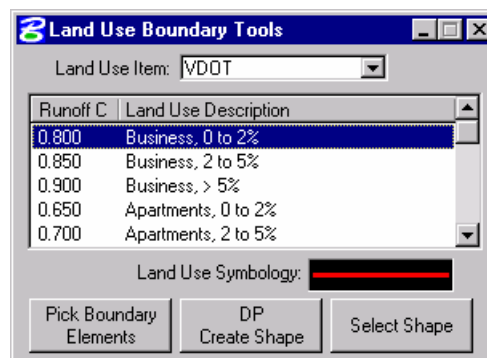 Land Use Boundary Tools
Land Use Item: VDOT
Runoff C Land Use Description
0.800 Business, 0 to 2%
0.850 Business, 2 to 5%
0.900 Business, > 5%
0.650 Apartments, 0 to 2%
0.700 Apartments, 2 to 5%
Land Use Symbology:
Pick Boundary
Elements
DP
Create Shape
Select Shape